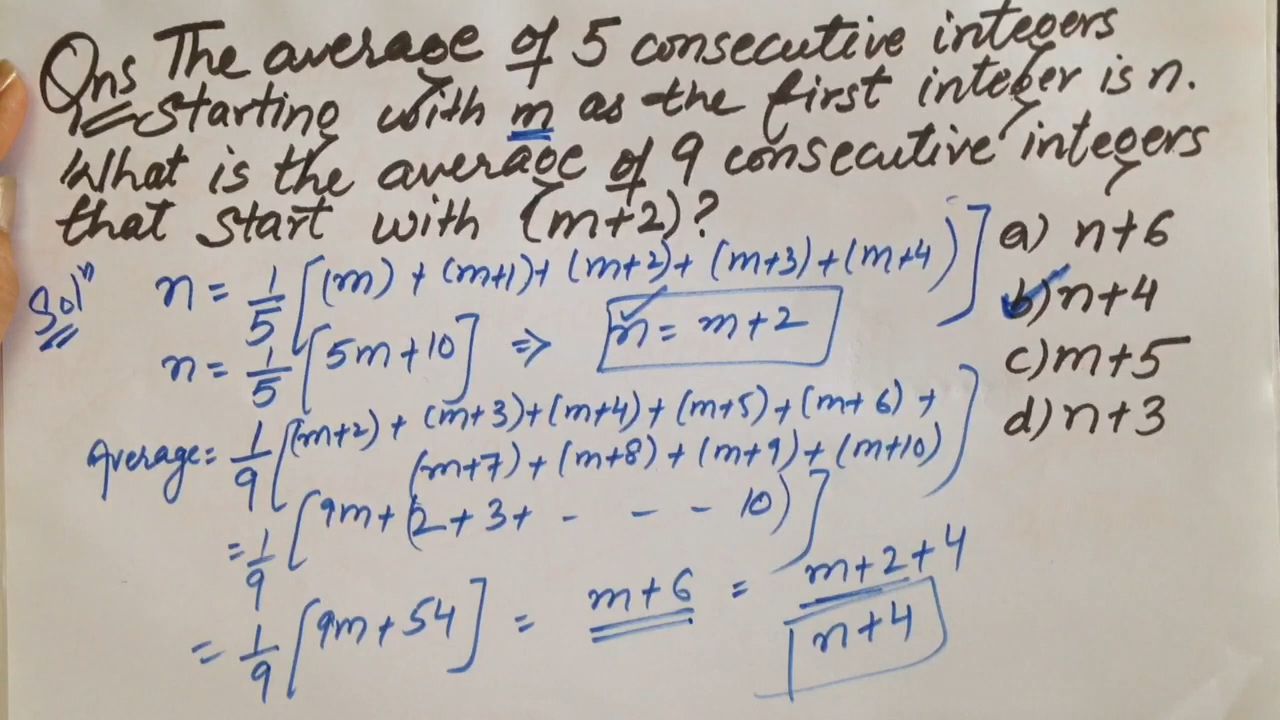 Qns The average of 5 consecutive integers
starting with m as the first integer is n.
What is the average of 9 consecutive integers
that start with (m+2)?
a) n+6
b) n+4
c) m+5
d) n+3
Solⁿ
n = 1/5 [(m) + (m+1) + (m+2) + (m+3) + (m+4)]
n = 1/5 [5m+10] ⇒ n = m+2
Average = 1/9 [(m+2) + (m+3) + (m+4) + (m+5) + (m+6) +
(m+7) + (m+8) + (m+9) + (m+10)]
= 1/9 [9m + (2+3+ - - - 10)]
= 1/9 [9m+54] = m+6 = m+2+4
n+4